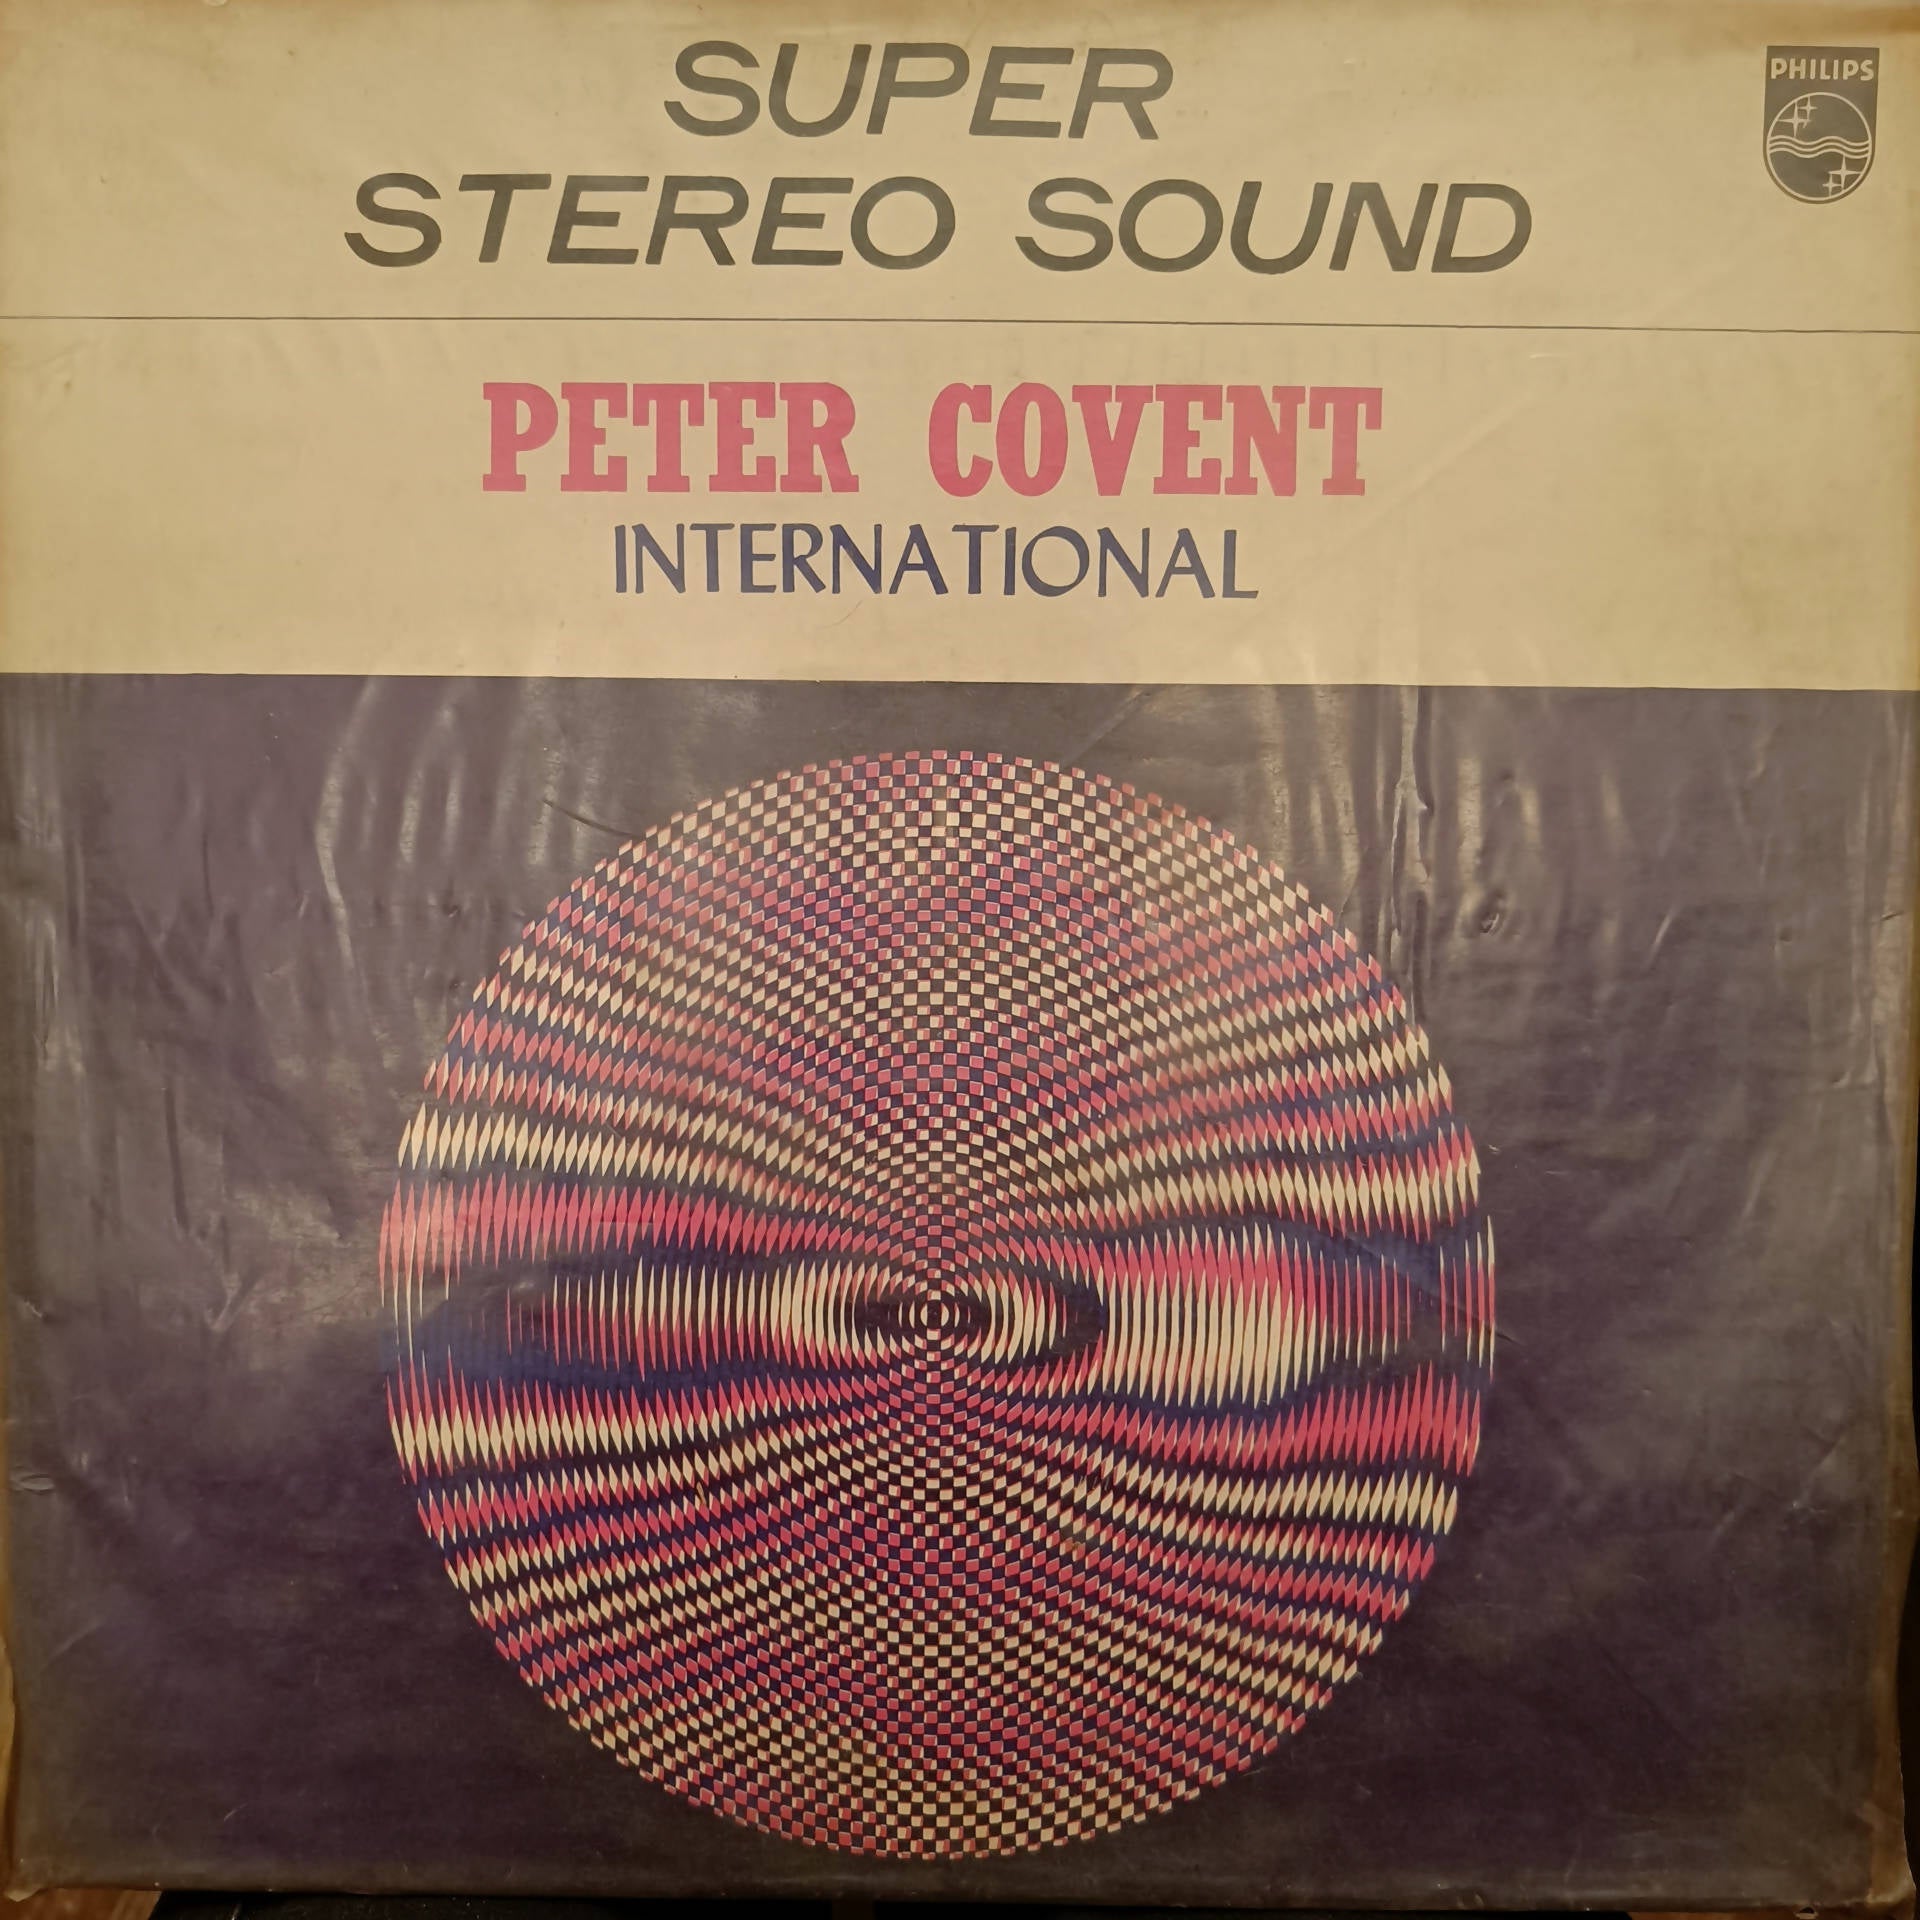 SUPER
PHILIPS
STEREO SOUND
PETER COVENT
INTERNATIONAL